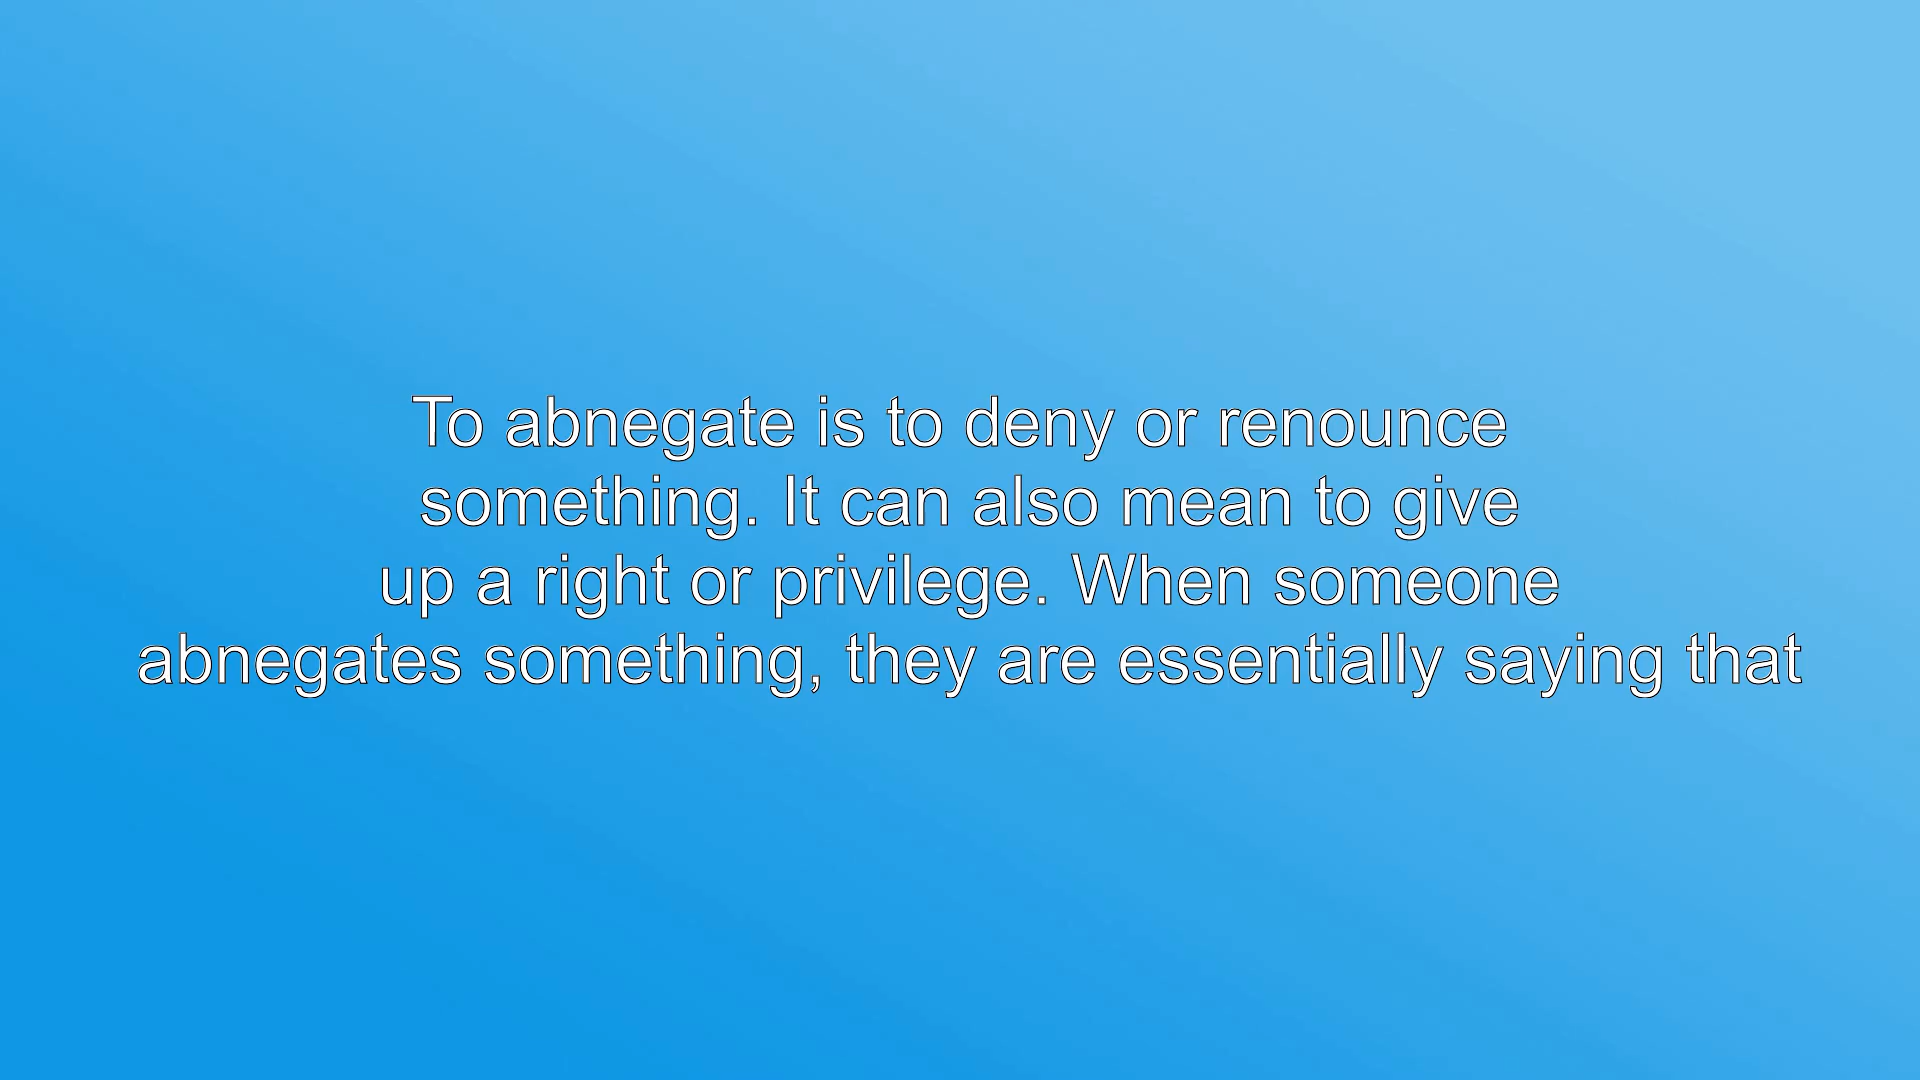 To abnegate is to deny or renounce
something. It can also mean to give
up a right or privilege. When someone
abnegates something, they are essentially saying that